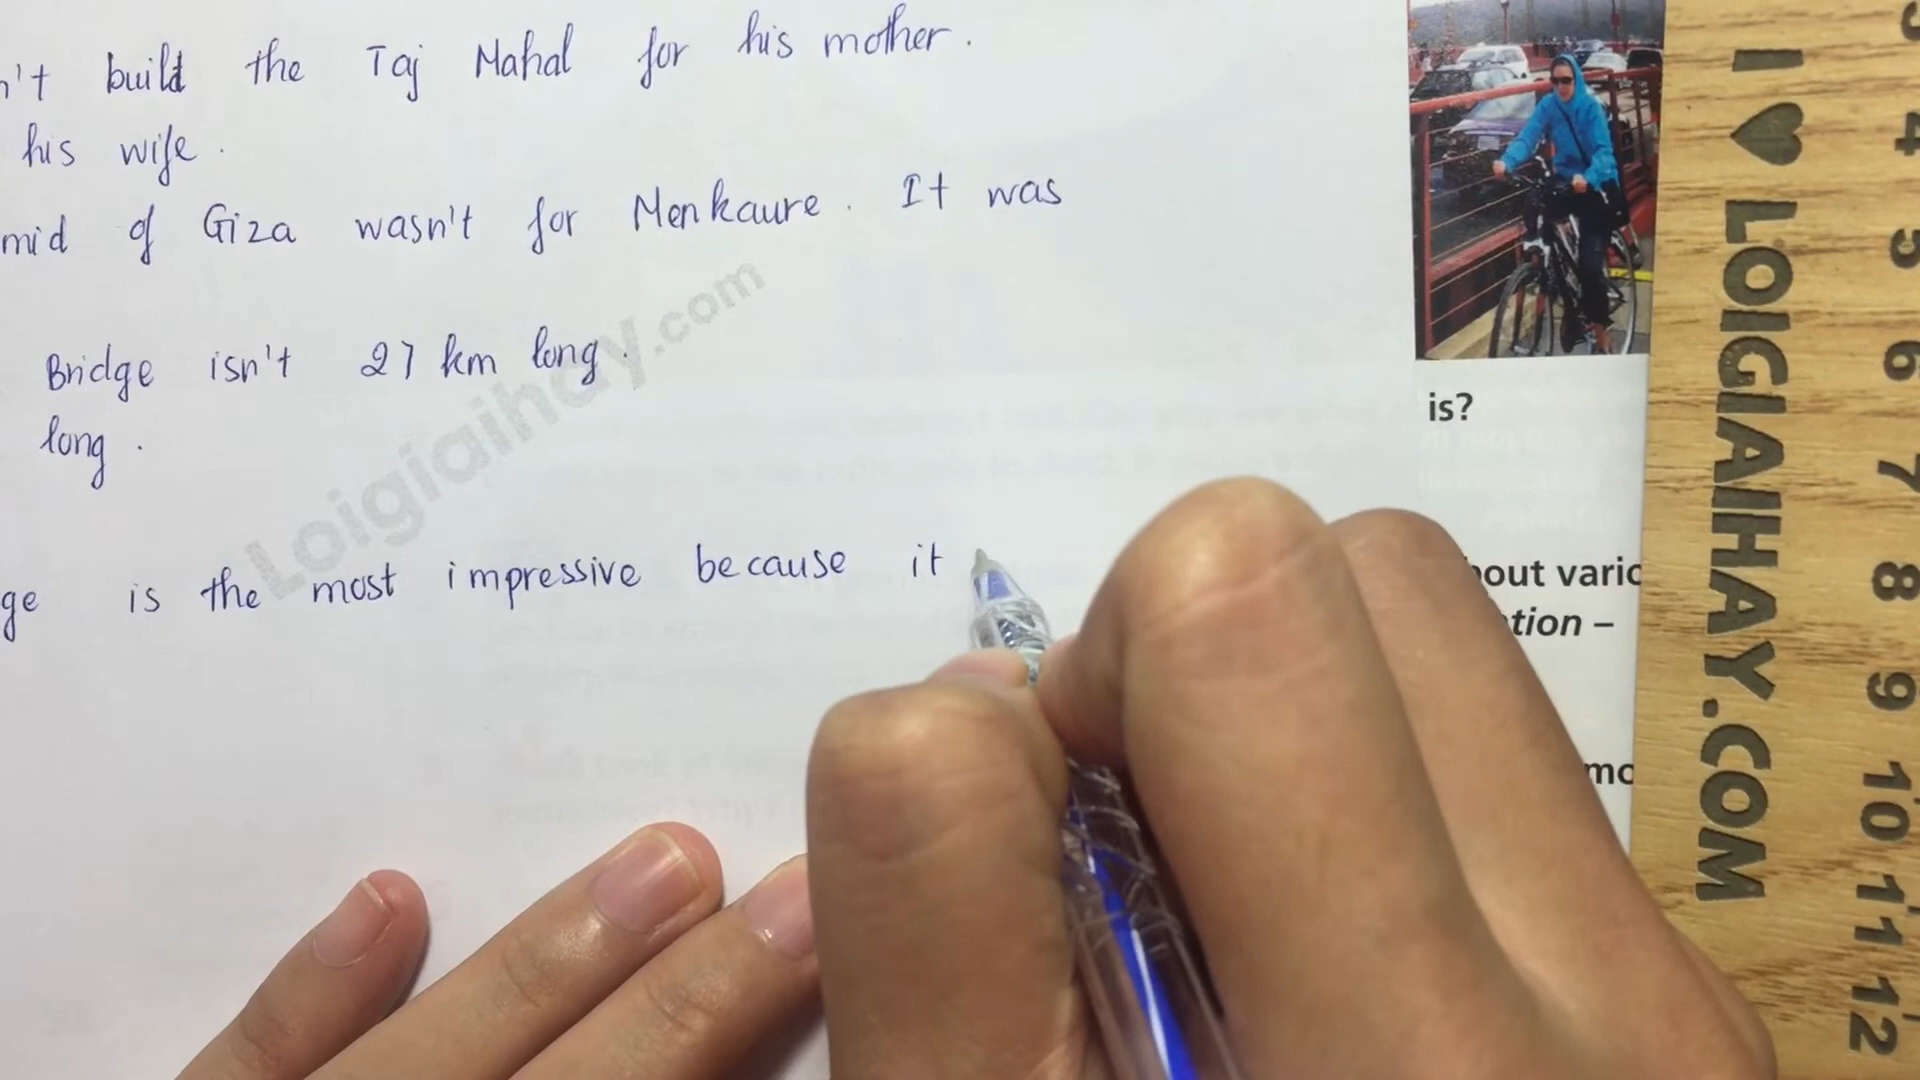 n't build the Taj Mahal for his mother.
his wife.
mid of Giza wasn't for Menkaure. It was
Bridge isn't 27 km long.
long.
ge is the most impressive because it
Loigiaihay.com
is?
bout vario
tion –
mo
I ♥ LOIGIAIHAY.COM
3 4 5 6 7 8 9 10 11 12